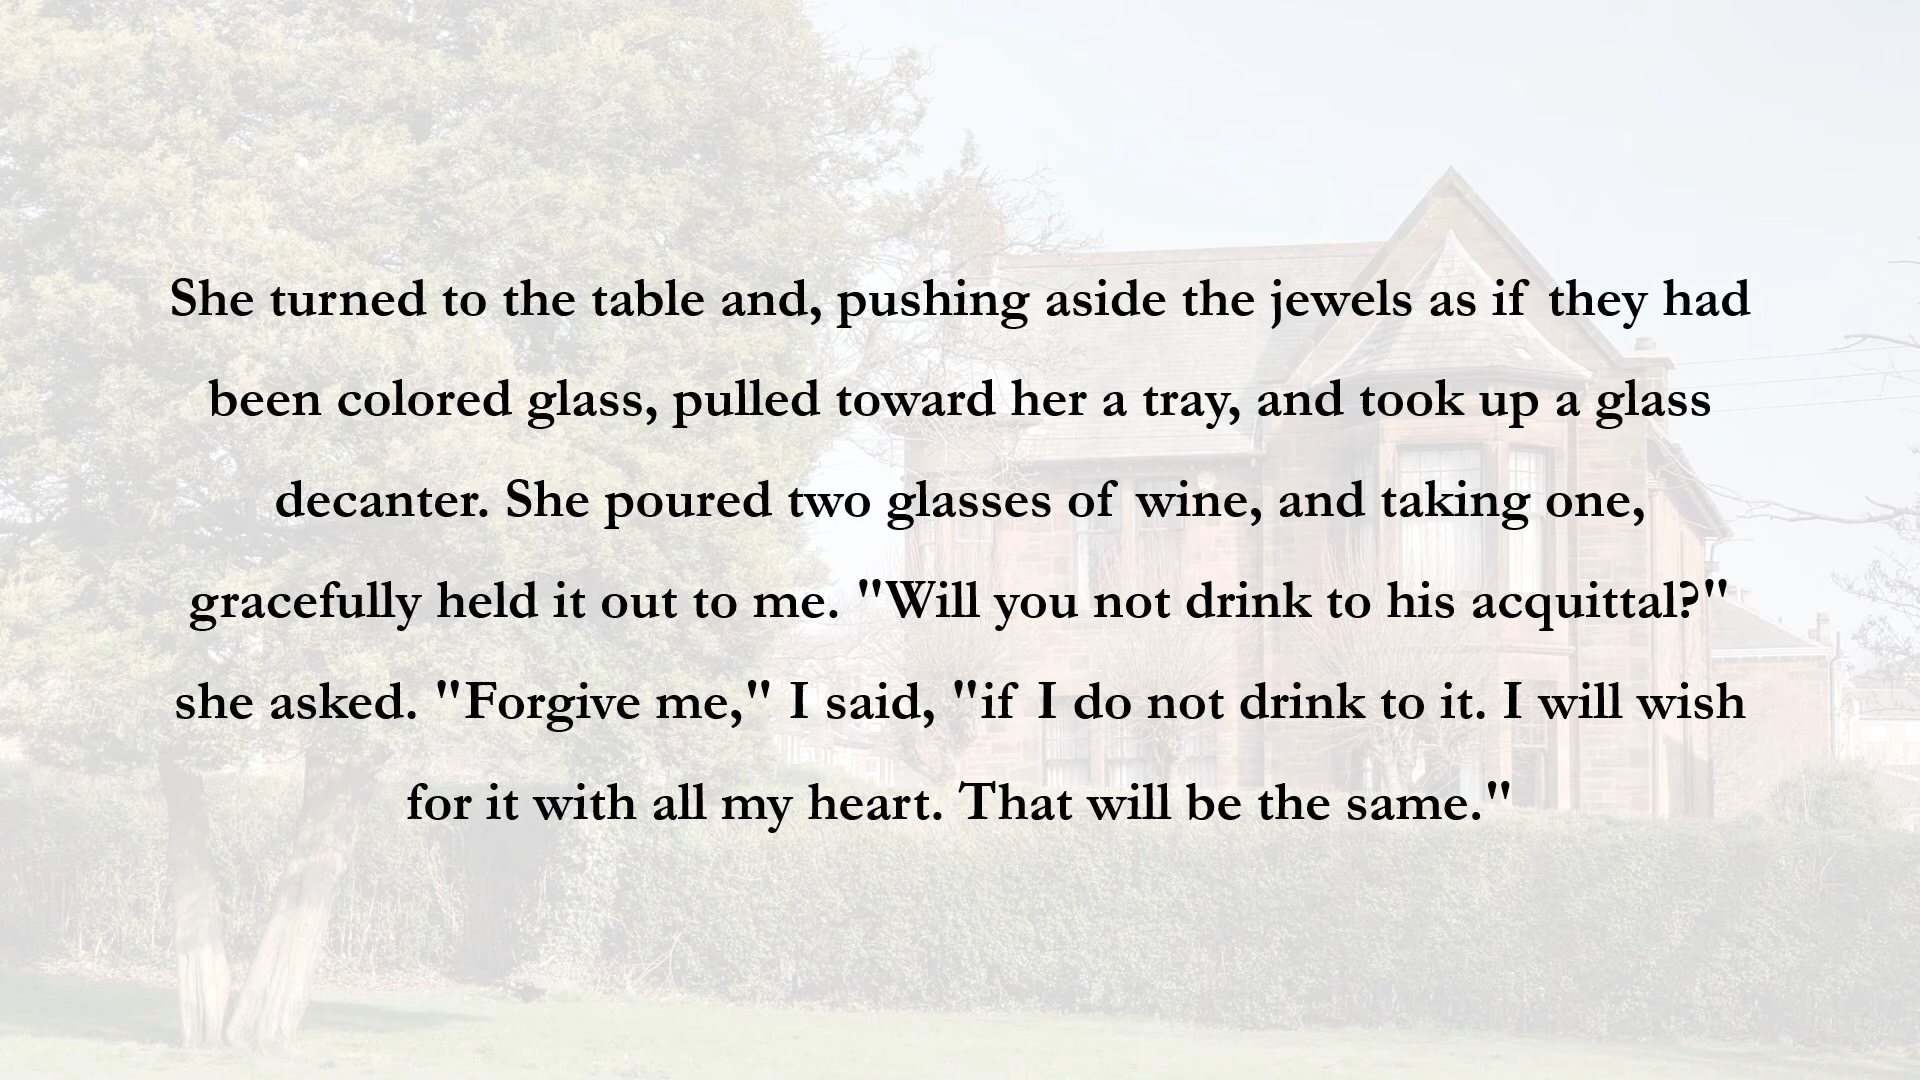 She turned to the table and, pushing aside the jewels as if they had
been colored glass, pulled toward her a tray, and took up a glass
decanter. She poured two glasses of wine, and taking one,
gracefully held it out to me. "Will you not drink to his acquittal?"
she asked. "Forgive me," I said, "if I do not drink to it. I will wish
for it with all my heart. That will be the same."